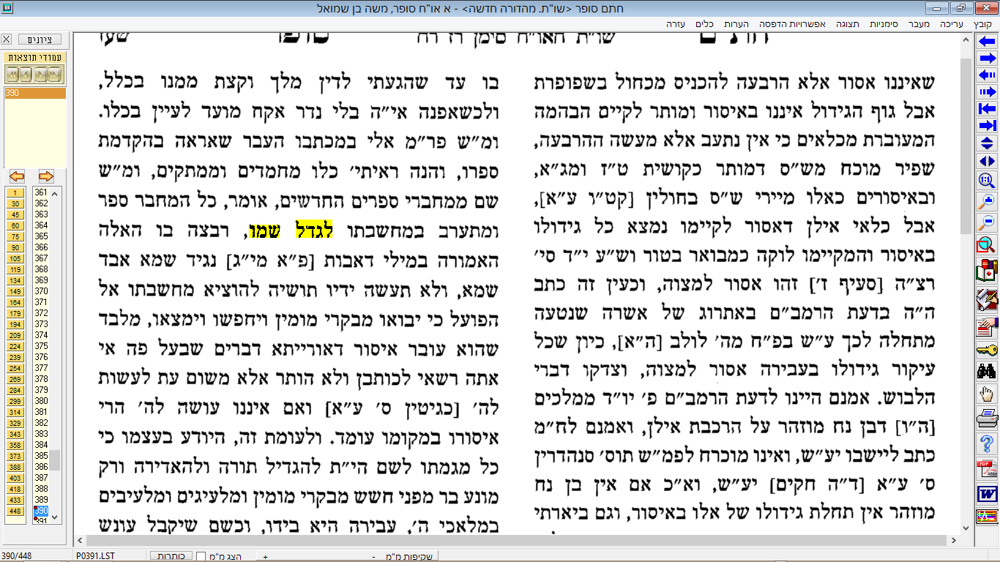 חתם סופר <שו"ת. מהדורה חדשה> - א או"ח סופר, משה בן שמואל
קובץ עריכה מעבר סימניות תצוגה אפשרויות הדפסה הערות כלים עזרה
שו״ת חאו״ח סימן רז רח
סופר
שעז
שאיננו אסור אלא הרבעה להכניס מכחול בשפופרת
אבל גוף הגידול איננו באיסור ומותר לקיים הבהמה
המעוברת מכלאים כי אין נתעב אלא מעשה ההרבעה,
שפיר מוכח מש״ס דמותר כקושית ט״ז ומג״א,
ובאיסורים כאלו מיירי ש״ס בחולין [קט״ו ע״א],
אבל כלאי אילן דאסור לקיימו נמצא כל גידולו
באיסור והמקיימו לוקה כמבואר בטור וש״ע י״ד סי׳
רצ״ה [סעיף ז׳] זהו אסור למצוה, וכעין זה כתב
ה״ה בדעת הרמב״ם באתרוג של אשרה שנטעה
מתחלה לכך ע״ש בפ״ח מה׳ לולב [ה״א], כיון שכל
עיקור גידולו בעבירה אסור למצוה, וצדקו דברי
הלבוש. אמנם היינו לדעת הרמב״ם פ׳ יו״ד ממלכים
[ה״ו] דבן נח מוזהר על הרכבת אילן, ואמנם לח״מ
כתב ליישבו יע״ש, ואינו מוכרח לפמ״ש תוס׳ סנהדרין
ס׳ ע״א [ד״ה חקים] יע״ש, וא״כ אם אין בן נח
מוזהר אין תחלת גידולו של אלו באיסור, וגם ביארתי
בו עד שהגעתי לדין מלך וקצת ממנו בכלל,
ולכשאפנה אי״ה בלי נדר אקח מועד לעיין בכלו.
ומ״ש פר״מ אלי במכתבו העבר שאראה בהקדמת
ספרו, והנה ראיתי׳ כלו מחמדים וממתקים, ומ״ש
שם ממחברי ספרים החדשים, אומר, כל המחבר ספר
ומתערב במחשבתו לגדל שמו, רבצה בו האלה
האמורה במילי דאבות [פ״א מי״ג] נגיד שמא אבד
שמא, ולא תעשה ידיו תושיה להוציא מחשבתו אל
הפועל כי יבואו מבקרי מומין ויחפשו וימצאו, מלבד
שהוא עובר איסור דאורייתא דברים שבעל פה אי
אתה רשאי לכותבן ולא הותר אלא משום עת לעשות
לה׳ [כגיטין ס׳ ע״א] ואם איננו עושה לה׳ הרי
איסורו במקומו עומד. ולעומת זה, היודע בעצמו כי
כל מגמתו לשם הי״ת להגדיל תורה ולהאדירה ורק
מונע בר מפני חשש מבקרי מומין ומלעיגים ומלעיבים
במלאכי ה׳, עבירה היא בידו, וכשם שיקבל עונש
ציונים
עמודי תוצאות
390
1
30
45
60
75
90
105
119
134
149
164
179
194
209
224
239
254
269
284
299
314
329
343
358
373
388
403
418
433
448
361
362
363
364
365
366
367
368
369
370
371
372
373
374
375
376
377
378
379
380
381
382
383
384
385
386
387
388
389
390
391
390/448
P0391.LST
כותרות
הצג מ"מ
+ - שקיפות מ"מ